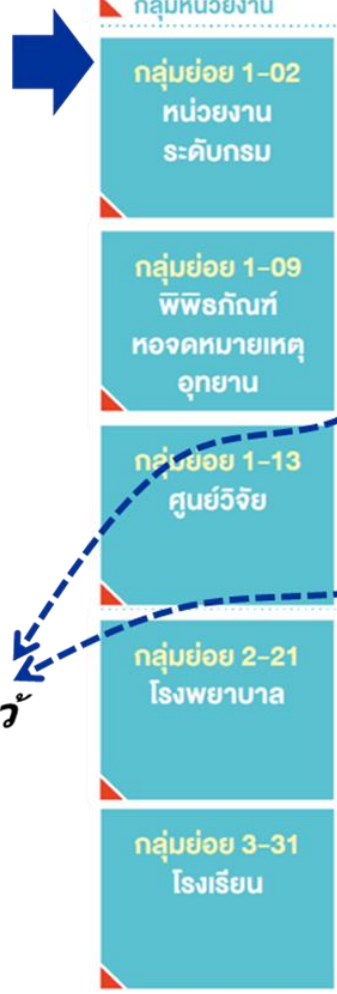 กลุ่มหน่วยงาน
กลุ่มย่อย 1-02
หน่วยงาน
ระดับกรม
กลุ่มย่อย 1-09
พิพิธภัณฑ์
หอจดหมายเหตุ
อุทยาน
กลุ่มย่อย 1-13
ศูนย์วิจัย
กลุ่มย่อย 2-21
โรงพยาบาล
กลุ่มย่อย 3-31
โรงเรียน